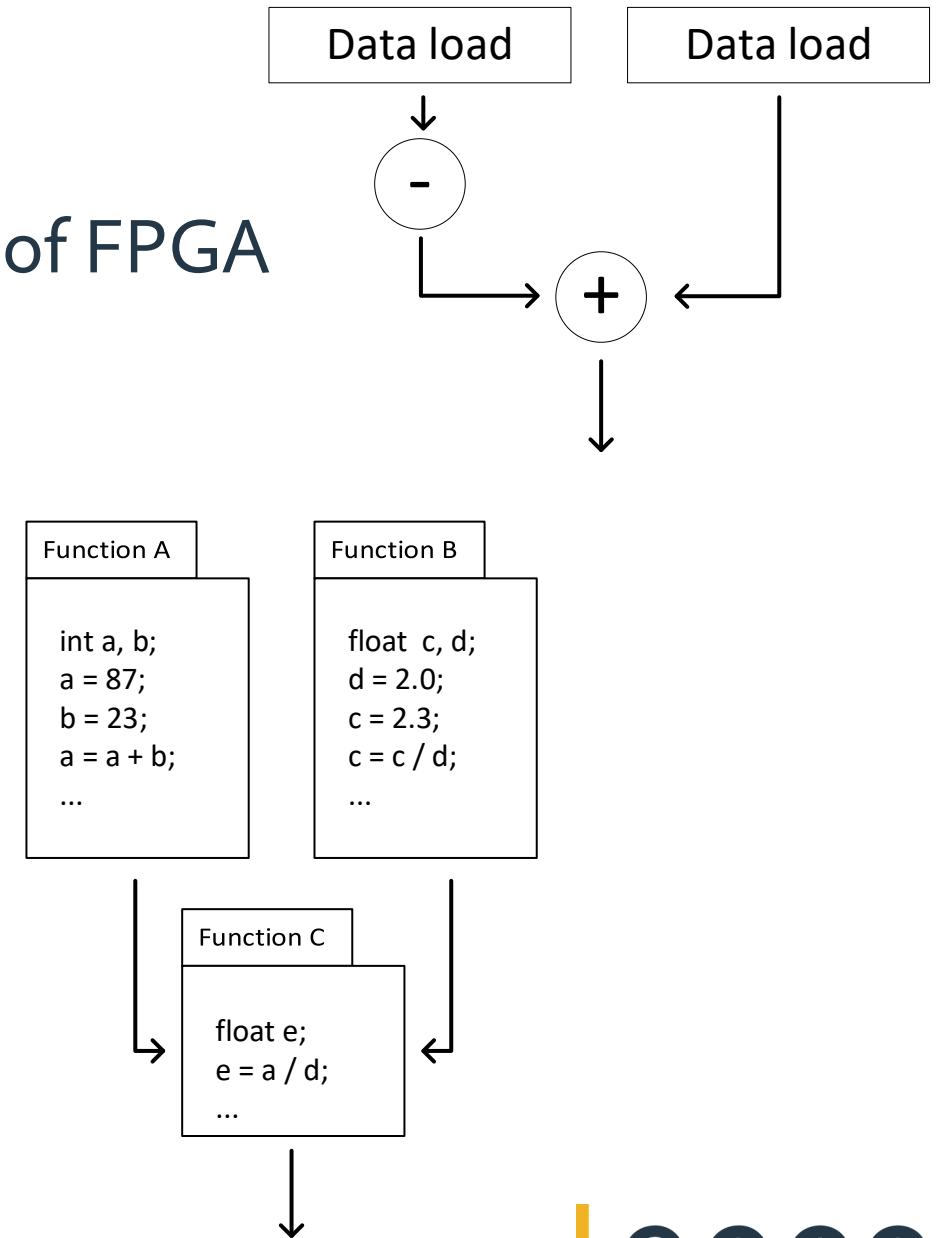 Data load
Data load
-
of FPGA
+
Function A
int a, b;
a = 87;
b = 23;
a = a + b;
...
Function B
float c, d;
d = 2.0;
c = 2.3;
c = c / d;
...
Function C
float e;
e = a / d;
...